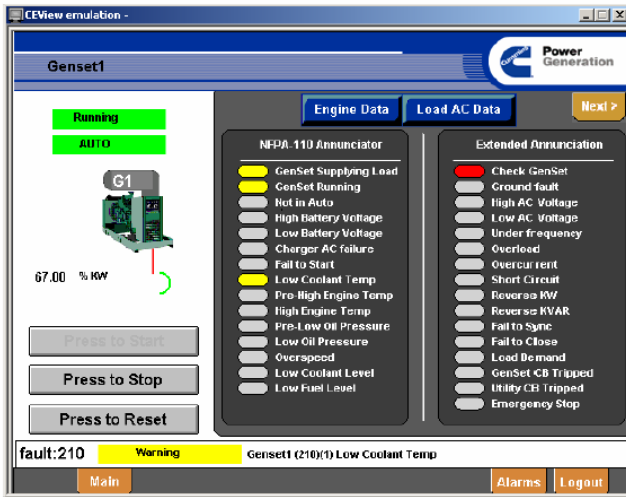 CEView emulation -
Genset1
Cummins
Power
Generation
Running
AUTO
G1
67.00 % KW
Press to Start
Press to Stop
Press to Reset
Engine Data
Load AC Data
Next >
NFPA-110 Annunciator
GenSet Supplying Load
GenSet Running
Not in Auto
High Battery Voltage
Low Battery Voltage
Charger AC failure
Fail to Start
Low Coolant Temp
Pre-High Engine Temp
High Engine Temp
Pre-Low Oil Pressure
Low Oil Pressure
Overspeed
Low Coolant Level
Low Fuel Level
Extended Annunciation
Check GenSet
Ground fault
High AC Voltage
Low AC Voltage
Under frequency
Overload
Overcurrent
Short Circuit
Reverse KW
Reverse KVAR
Fail to Sync
Fail to Close
Load Demand
GenSet CB Tripped
Utility CB Tripped
Emergency Stop
fault:210
Warning
Genset1 (210)(1) Low Coolant Temp
Main
Alarms
Logout